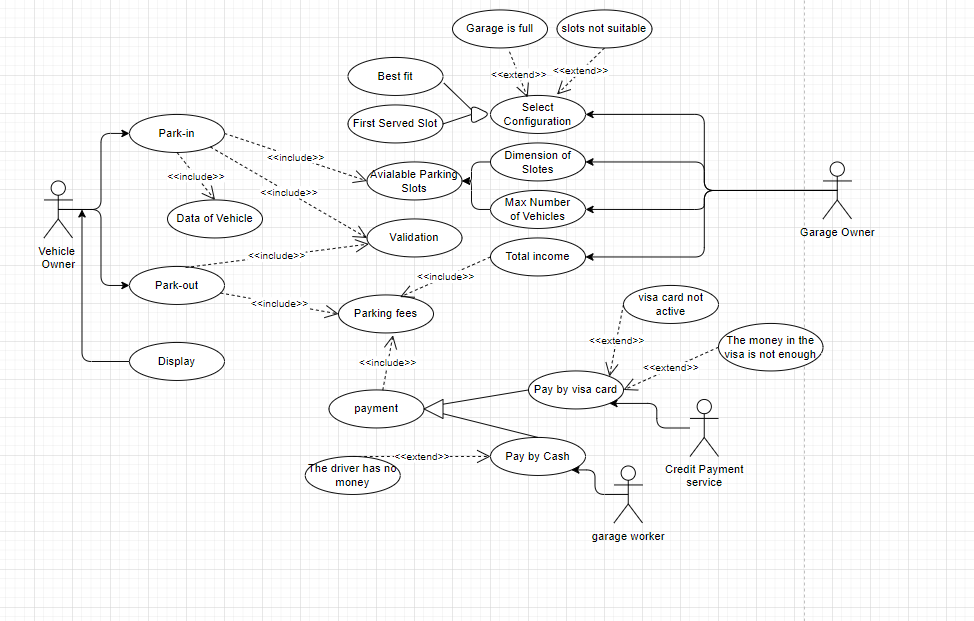 Garage is full
slots not suitable
<<extend>>
<<extend>>
Best fit
First Served Slot
Select
Configuration
Park-in
<<include>>
<<include>>
<<include>>
Avialable Parking
Slots
Dimension of
Slotes
Max Number
of Vehicles
Data of Vehicle
Validation
Vehicle
Owner
Garage Owner
<<include>>
Total income
<<include>>
Park-out
<<include>>
Parking fees
visa card not
active
<<extend>>
The money in the
visa is not enough
<<extend>>
Display
<<include>>
Pay by visa card
payment
Pay by Cash
<<extend>>
The driver has no
money
Credit Payment
service
garage worker